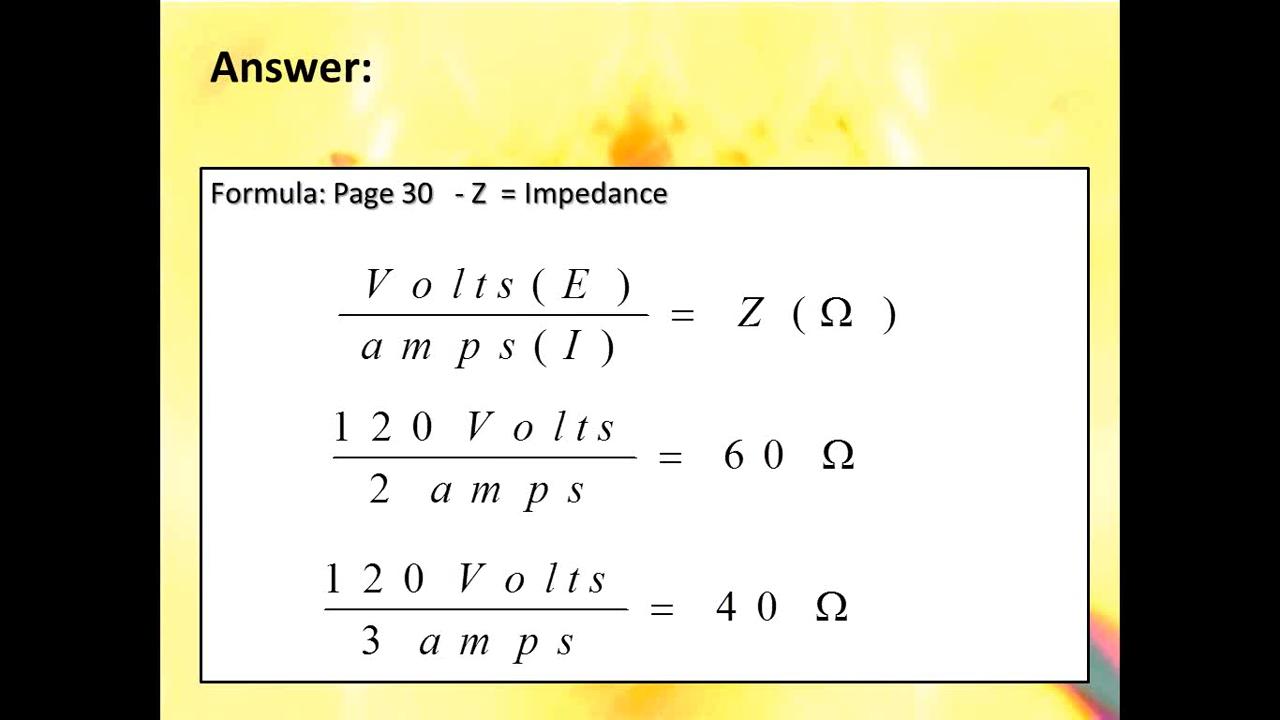 Answer:
Formula: Page 30 - Z = Impedance
Volts(E)
amps(I)
= Z (Ω)
120 Volts
2 amps
= 60 Ω
120 Volts
3 amps
= 40 Ω